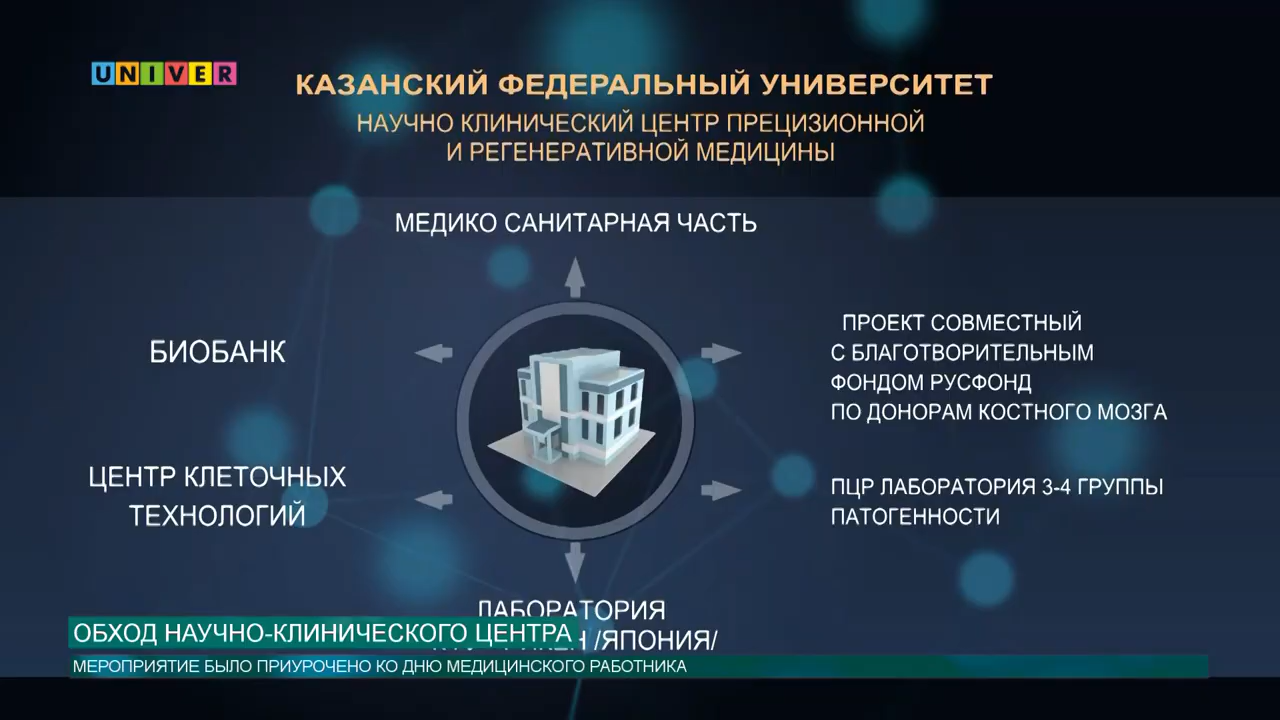 UNIVER
КАЗАНСКИЙ ФЕДЕРАЛЬНЫЙ УНИВЕРСИТЕТ
НАУЧНО КЛИНИЧЕСКИЙ ЦЕНТР ПРЕЦИЗИОННОЙ
И РЕГЕНЕРАТИВНОЙ МЕДИЦИНЫ
МЕДИКО САНИТАРНАЯ ЧАСТЬ
БИОБАНК
ЦЕНТР КЛЕТОЧНЫХ
ТЕХНОЛОГИЙ
ПРОЕКТ СОВМЕСТНЫЙ
С БЛАГОТВОРИТЕЛЬНЫМ
ФОНДОМ РУСФОНД
ПО ДОНОРАМ КОСТНОГО МОЗГА
ПЦР ЛАБОРАТОРИЯ 3-4 ГРУППЫ
ПАТОГЕННОСТИ
ЛАБОРАТОРИЯ
/ЯПОНИЯ/
ОБХОД НАУЧНО-КЛИНИЧЕСКОГО ЦЕНТРА
МЕРОПРИЯТИЕ БЫЛО ПРИУРОЧЕНО КО ДНЮ МЕДИЦИНСКОГО РАБОТНИКА